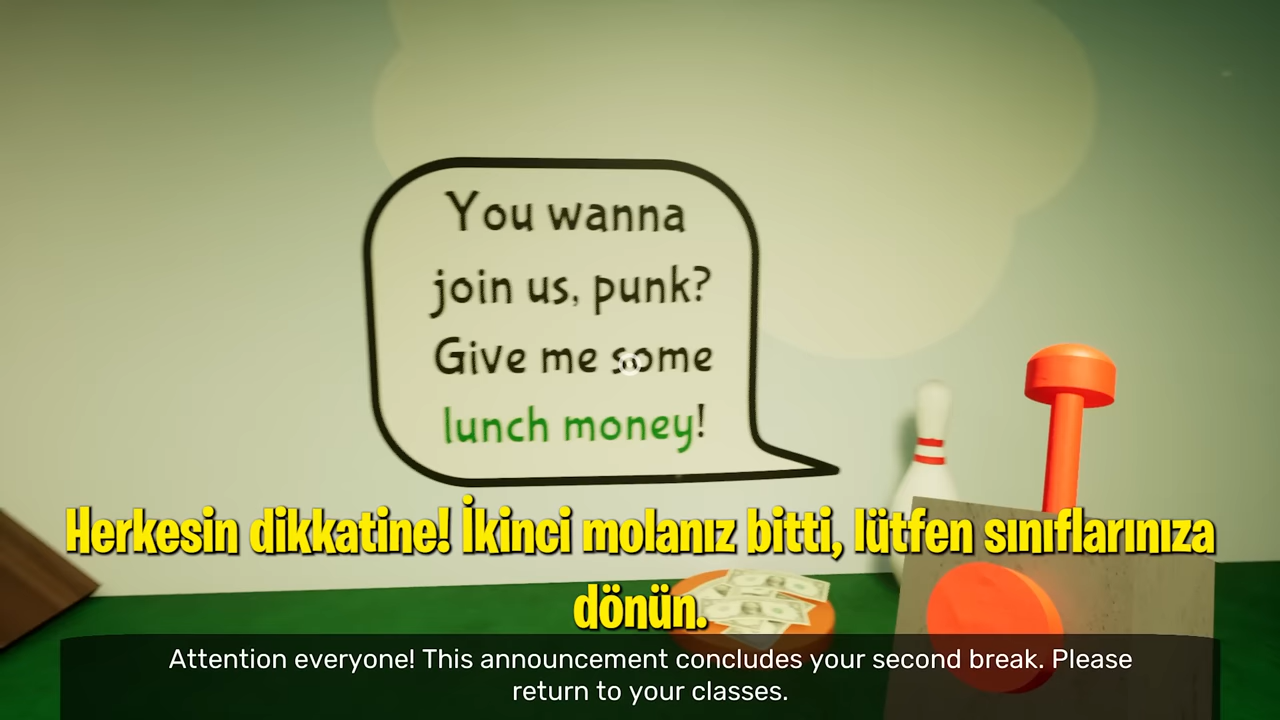 You wanna
join us, punk?
Give me some
lunch money!
Herkesin dikkatine! İkinci molanız bitti, lütfen sınıflarınıza
dönün.
Attention everyone! This announcement concludes your second break. Please
return to your classes.